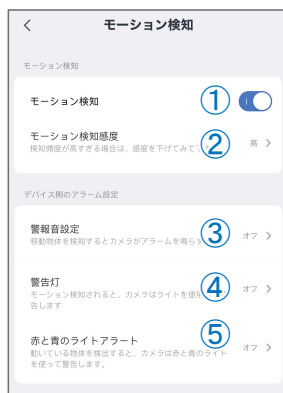 モーション検知
モーション検知
モーション検知
①
モーション検知感度
②
高
検知頻度が高すぎる場合は、感度を下げてみて
デバイス側のアラーム設定
警報音設定
③
オフ
移動物体を検知するとカメラがアラームを鳴らす
警告灯
④
オフ
モーション検知されると、カメラはライトを使
告します
赤と青のライトアラート
⑤
オフ
動いている物体を検出すると、カメラは赤と青のライト
を使って警告します。